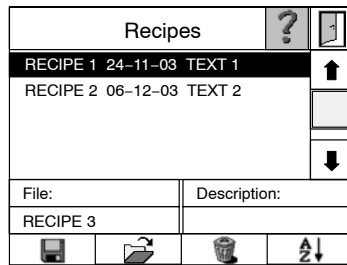 Recipes ?
RECIPE 1 24–11–03 TEXT 1
RECIPE 2 06–12–03 TEXT 2
File: Description:
RECIPE 3
A
Z